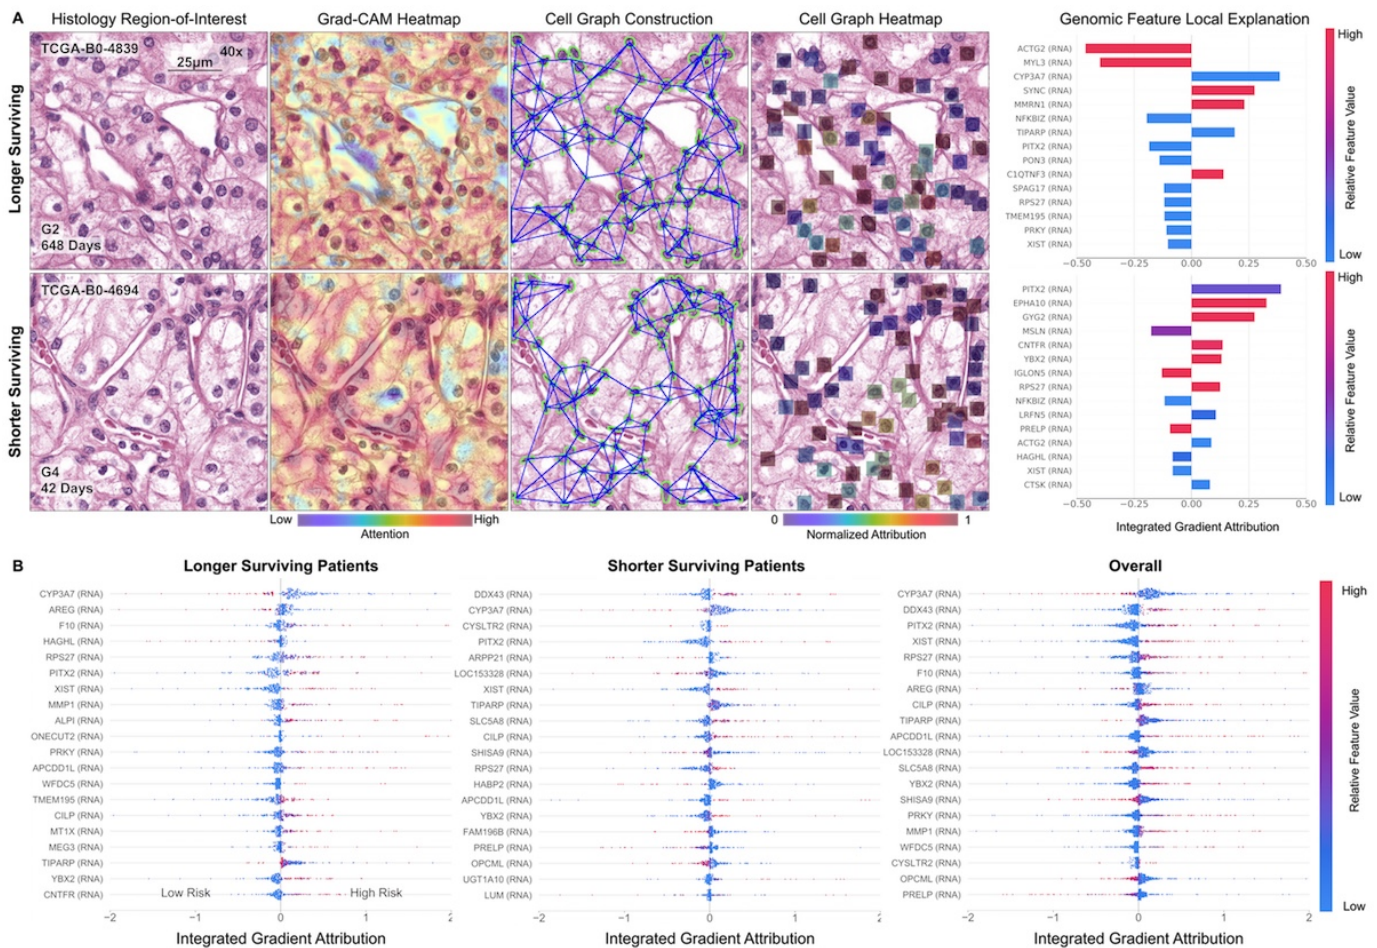 A
Histology Region-of-Interest
Grad-CAM Heatmap
Cell Graph Construction
Cell Graph Heatmap
Genomic Feature Local Explanation
Longer Surviving
TCGA-B0-4839
40x
25μm
G2
648 Days
ACTG2 (RNA)
MYL3 (RNA)
CYP3A7 (RNA)
SYNC (RNA)
MMRN1 (RNA)
NFKBIZ (RNA)
TIPARP (RNA)
PITX2 (RNA)
PON3 (RNA)
C1QTNF3 (RNA)
SPAG17 (RNA)
RPS27 (RNA)
TMEM195 (RNA)
PRKY (RNA)
XIST (RNA)
−0.50 −0.25 0.00 0.25 0.50
High
Relative Feature Value
Low
Shorter Surviving
TCGA-B0-4694
G4
42 Days
PITX2 (RNA)
EPHA10 (RNA)
GYG2 (RNA)
MSLN (RNA)
CNTFR (RNA)
YBX2 (RNA)
IGLON5 (RNA)
RPS27 (RNA)
NFKBIZ (RNA)
LRFN5 (RNA)
PRELP (RNA)
ACTG2 (RNA)
HAGHL (RNA)
XIST (RNA)
CTSK (RNA)
−0.50 −0.25 0.00 0.25 0.50
Integrated Gradient Attribution
High
Relative Feature Value
Low
Low High
Attention
0 1
Normalized Attribution
B
Longer Surviving Patients
CYP3A7 (RNA)
AREG (RNA)
F10 (RNA)
HAGHL (RNA)
RPS27 (RNA)
PITX2 (RNA)
XIST (RNA)
MMP1 (RNA)
ALPI (RNA)
ONECUT2 (RNA)
PRKY (RNA)
APCDD1L (RNA)
WFDC5 (RNA)
TMEM195 (RNA)
CILP (RNA)
MT1X (RNA)
MEG3 (RNA)
TIPARP (RNA)
YBX2 (RNA)
CNTFR (RNA)
Low Risk High Risk
−2 −1 0 1 2
Integrated Gradient Attribution
Shorter Surviving Patients
DDX43 (RNA)
CYP3A7 (RNA)
CYSLTR2 (RNA)
PITX2 (RNA)
ARPP21 (RNA)
LOC153328 (RNA)
XIST (RNA)
TIPARP (RNA)
SLC5A8 (RNA)
CILP (RNA)
SHISA9 (RNA)
RPS27 (RNA)
HABP2 (RNA)
APCDD1L (RNA)
YBX2 (RNA)
FAM196B (RNA)
PRELP (RNA)
OPCML (RNA)
UGT1A10 (RNA)
LUM (RNA)
−2 −1 0 1 2
Integrated Gradient Attribution
Overall
CYP3A7 (RNA)
DDX43 (RNA)
PITX2 (RNA)
XIST (RNA)
RPS27 (RNA)
F10 (RNA)
AREG (RNA)
CILP (RNA)
TIPARP (RNA)
APCDD1L (RNA)
LOC153328 (RNA)
SLC5A8 (RNA)
YBX2 (RNA)
SHISA9 (RNA)
PRKY (RNA)
MMP1 (RNA)
WFDC5 (RNA)
CYSLTR2 (RNA)
OPCML (RNA)
PRELP (RNA)
−2 −1 0 1 2
Integrated Gradient Attribution
High
Relative Feature Value
Low